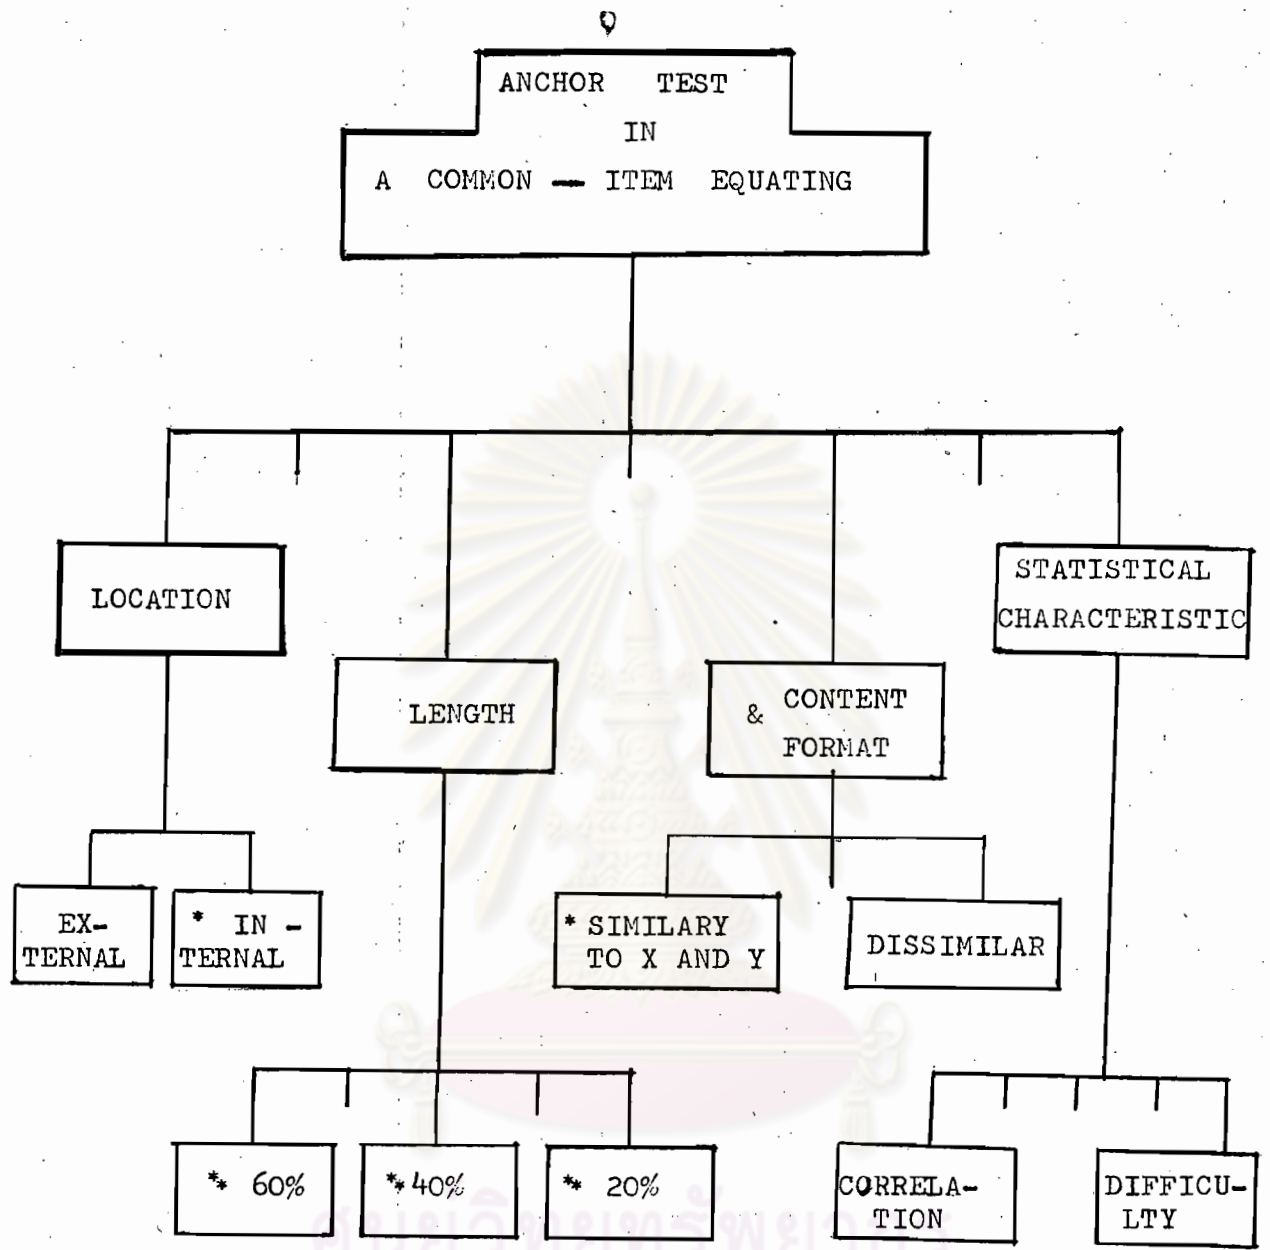 ANCHOR TEST
IN
A COMMON — ITEM EQUATING
LOCATION
STATISTICAL
CHARACTERISTIC
LENGTH
& CONTENT
FORMAT
EX-
TERNAL
* IN -
TERNAL
* SIMILARY
TO X AND Y
DISSIMILAR
** 60%
** 40%
** 20%
CORRELA-
TION
DIFFICU-
LTY